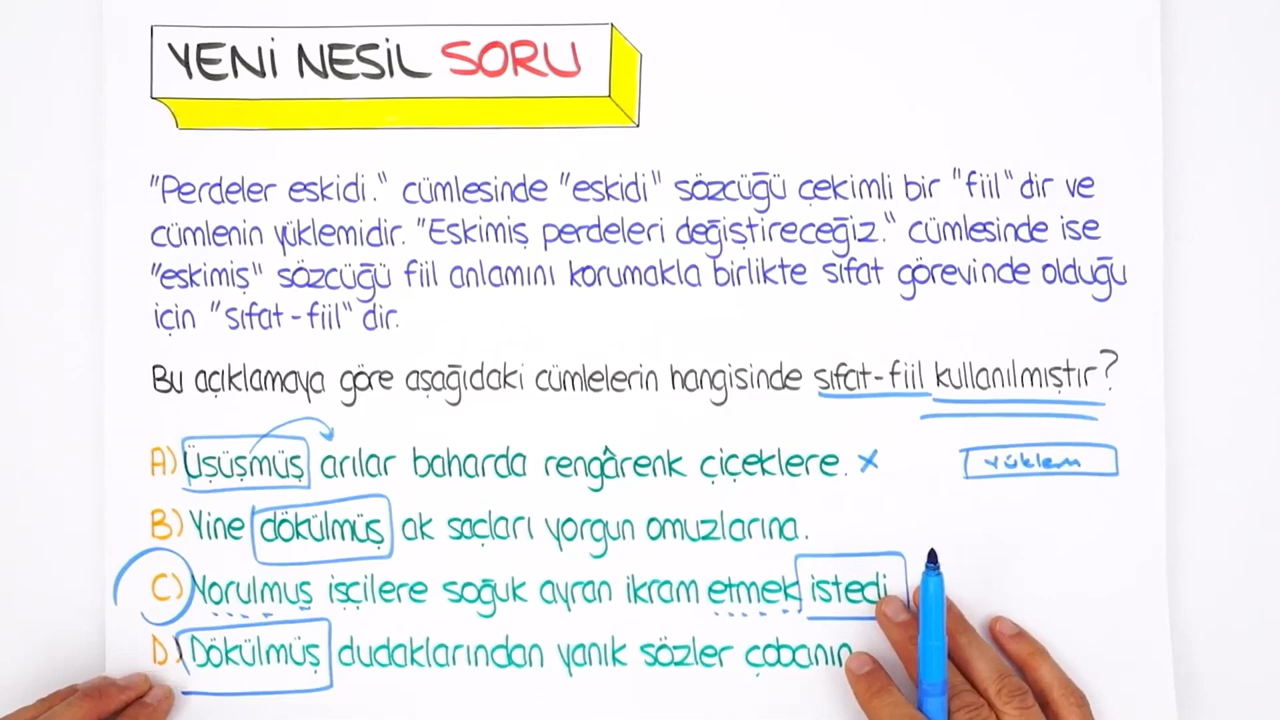 YENİ NESİL SORU
"Perdeler eskidi." cümlesinde "eskidi" sözcüğü çekimli bir "fiil" dir ve
cümlenin yüklemidir. "Eskimiş perdeleri değiştireceğiz." cümlesinde ise
"eskimiş" sözcüğü fiil anlamını korumakla birlikte sıfat görevinde olduğu
için "sıfat-fiil" dir.
Bu açıklamaya göre aşağıdaki cümlelerin hangisinde sıfat-fiil kullanılmıştır?
A) Üşüşmüş arılar baharda rengârenk çiçeklere. x
yüklem
B) Yine dökülmüş ak saçları yorgun omuzlarına.
C) Yorulmuş işçilere soğuk ayran ikram etmek istedi
D) Dökülmüş dudaklarından yanık sözler çobanın